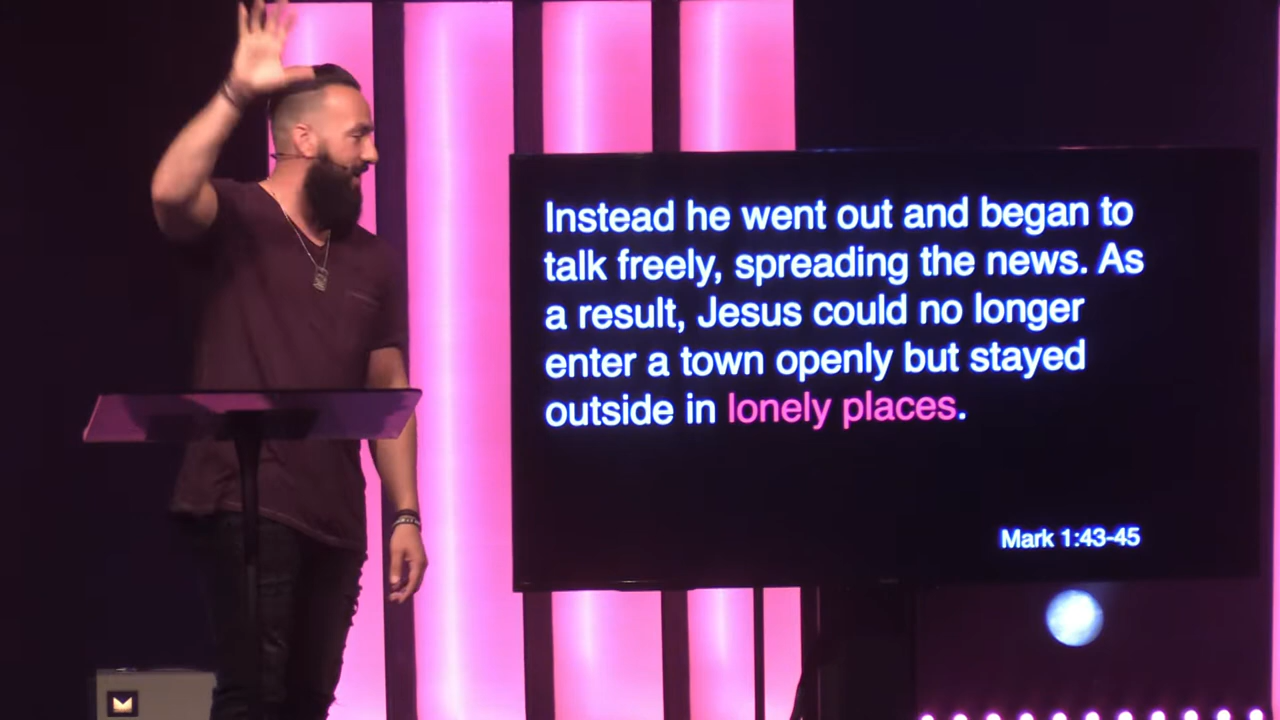 Instead he went out and began to
talk freely, spreading the news. As
a result, Jesus could no longer
enter a town openly but stayed
outside in lonely places.
Mark 1:43-45